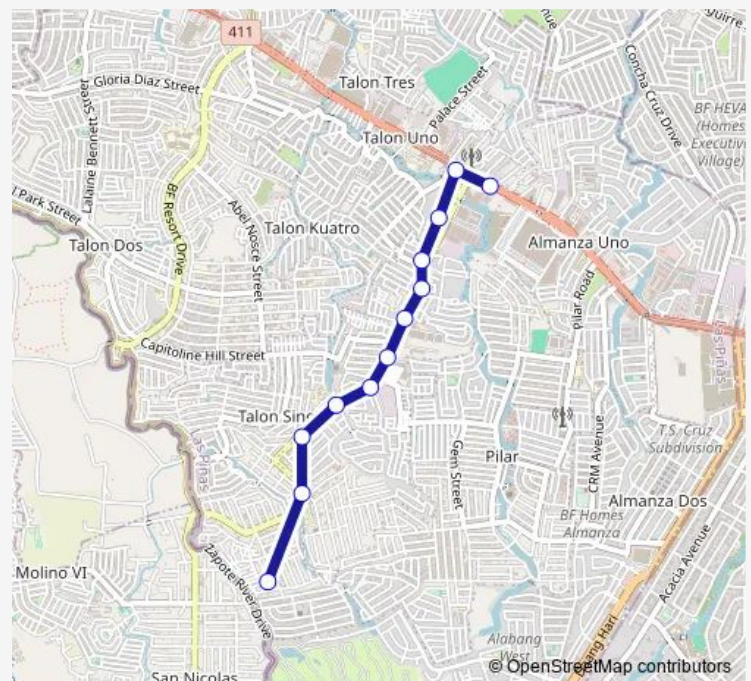 411
Gloria Diaz Street
Talon Tres
Palace Street
Concha Cruz Drive
BF HEVA
(Homes
Executive
Village)
Talon Uno
Lalaine Bennett Street
Park Street
BF Resort Drive
Abel Nosce Street
Talon Kuatro
Talon Dos
Almanza Uno
Pilar Road
Las Piñas
Capitoline Hill Street
Talon Sing
Las Piñas
Gem Street
Pilar
CRM Avenue
T.S. Cruz
Subdivision
Almanza Dos
BF Homes
Almanza
Acacia Avenue
Molino VI
Zapote River Drive
Alabang
West
San Nicolas
© OpenStreetMap contributors